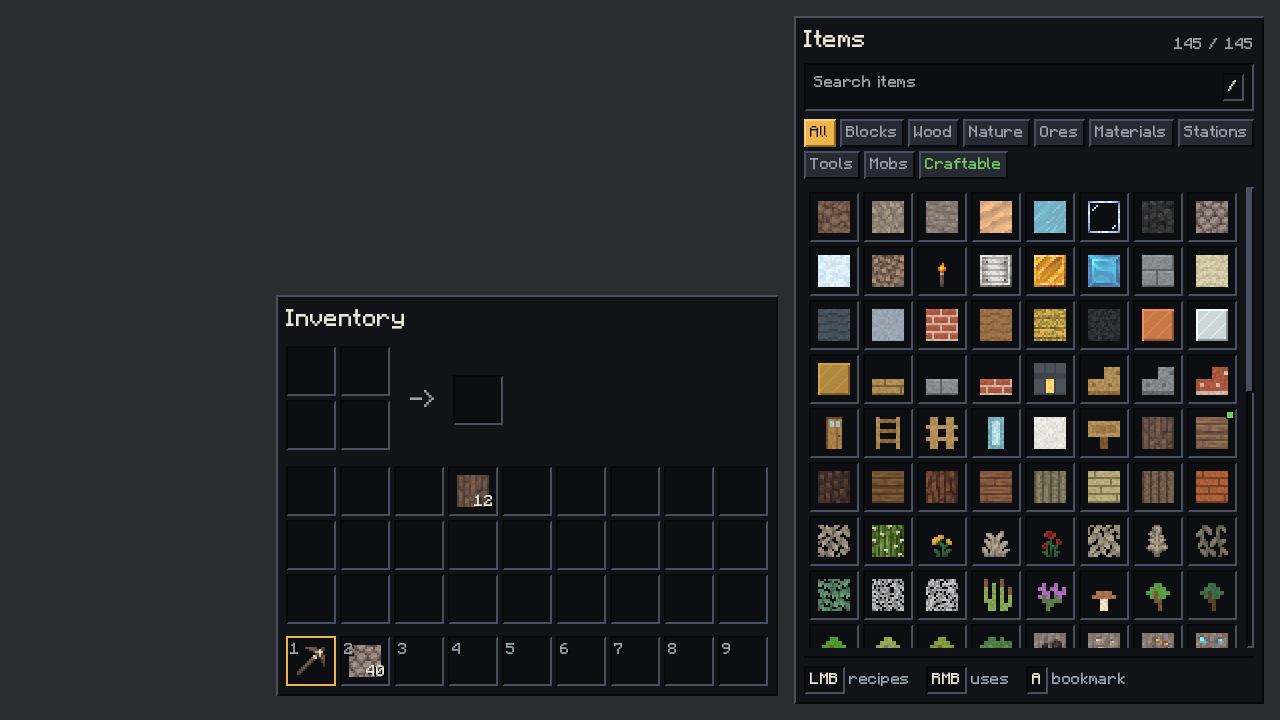 Items
145 / 145
Search items
/
All Blocks Wood Nature Ores Materials Stations
Tools Mobs Craftable
Inventory
->
12
1 2 3 4 5 6 7 8 9
40
LMB recipes RMB uses A bookmark